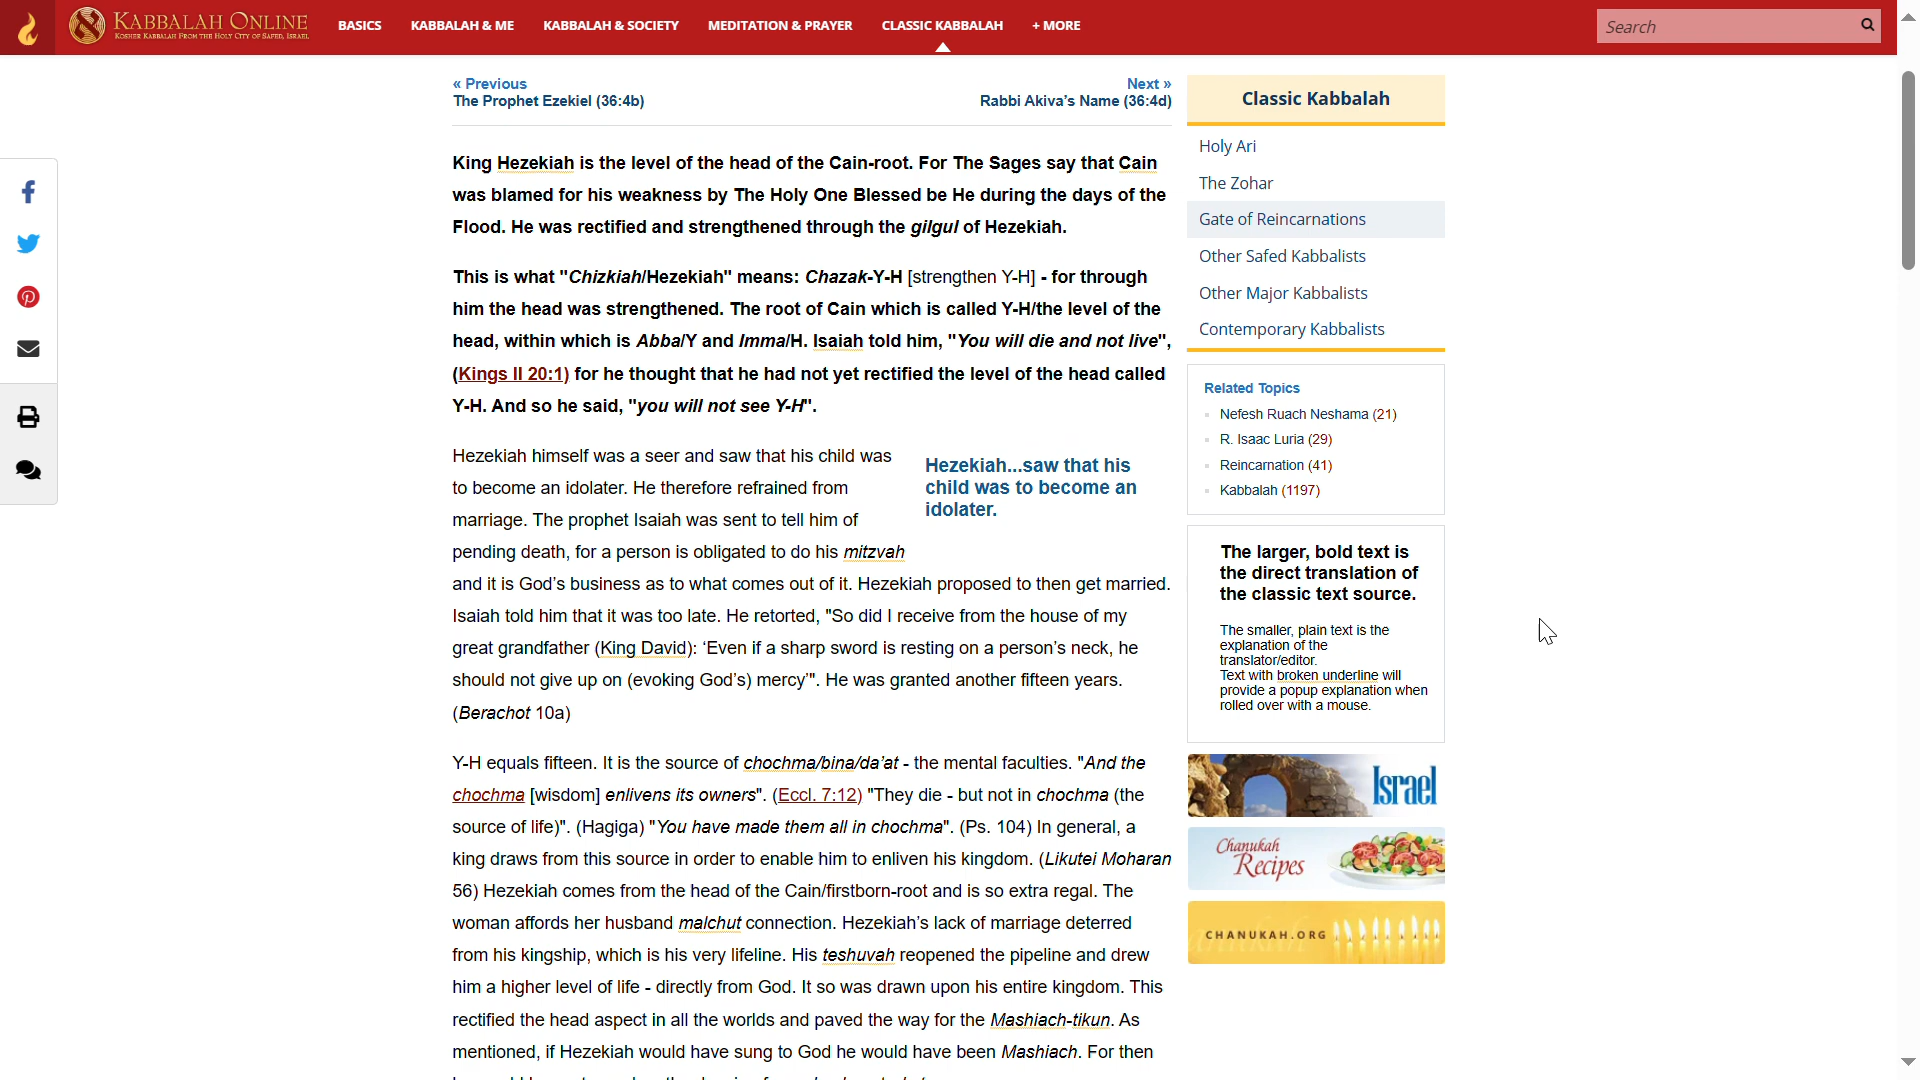 KABBALAH ONLINE
KOSHER KABBALAH FROM THE HOLY CITY OF SAFED, ISRAEL
BASICS
KABBALAH & ME
KABBALAH & SOCIETY
MEDITATION & PRAYER
CLASSIC KABBALAH
+ MORE
Search
« Previous
The Prophet Ezekiel (36:4b)
Next »
Rabbi Akiva's Name (36:4d)
King Hezekiah is the level of the head of the Cain-root. For The Sages say that Cain
was blamed for his weakness by The Holy One Blessed be He during the days of the
Flood. He was rectified and strengthened through the gilgul of Hezekiah.
This is what "Chizkiah/Hezekiah" means: Chazak-Y-H [strengthen Y-H] - for through
him the head was strengthened. The root of Cain which is called Y-H/the level of the
head, within which is Abba/Y and Imma/H. Isaiah told him, "You will die and not live",
(Kings II 20:1) for he thought that he had not yet rectified the level of the head called
Y-H. And so he said, "you will not see Y-H".
Hezekiah himself was a seer and saw that his child was
to become an idolater. He therefore refrained from
marriage. The prophet Isaiah was sent to tell him of
pending death, for a person is obligated to do his mitzvah
and it is God's business as to what comes out of it. Hezekiah proposed to then get married.
Isaiah told him that it was too late. He retorted, "So did I receive from the house of my
great grandfather (King David): 'Even if a sharp sword is resting on a person's neck, he
should not give up on (evoking God's) mercy'". He was granted another fifteen years.
(Berachot 10a)
Hezekiah...saw that his
child was to become an
idolater.
Y-H equals fifteen. It is the source of chochma/bina/da'at - the mental faculties. "And the
chochma [wisdom] enlivens its owners". (Eccl. 7:12) "They die - but not in chochma (the
source of life)". (Hagiga) "You have made them all in chochma". (Ps. 104) In general, a
king draws from this source in order to enable him to enliven his kingdom. (Likutei Moharan
56) Hezekiah comes from the head of the Cain/firstborn-root and is so extra regal. The
woman affords her husband malchut connection. Hezekiah's lack of marriage deterred
from his kingship, which is his very lifeline. His teshuvah reopened the pipeline and drew
him a higher level of life - directly from God. It so was drawn upon his entire kingdom. This
rectified the head aspect in all the worlds and paved the way for the Mashiach-tikun. As
mentioned, if Hezekiah would have sung to God he would have been Mashiach. For then
Classic Kabbalah
Holy Ari
The Zohar
Gate of Reincarnations
Other Safed Kabbalists
Other Major Kabbalists
Contemporary Kabbalists
Related Topics
Nefesh Ruach Neshama (21)
R. Isaac Luria (29)
Reincarnation (41)
Kabbalah (1197)
The larger, bold text is
the direct translation of
the classic text source.
The smaller, plain text is the
explanation of the
translator/editor.
Text with broken underline will
provide a popup explanation when
rolled over with a mouse.
Israel
Chanukah
Recipes
CHANUKAH.ORG